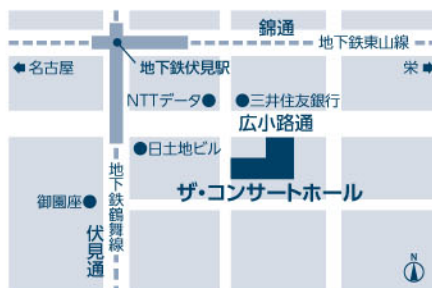 錦通
地下鉄東山線
名古屋
地下鉄伏見駅
栄
NTTデータ
三井住友銀行
広小路通
日土地ビル
ザ・コンサートホール
地下鉄鶴舞線
御園座
伏見通
N